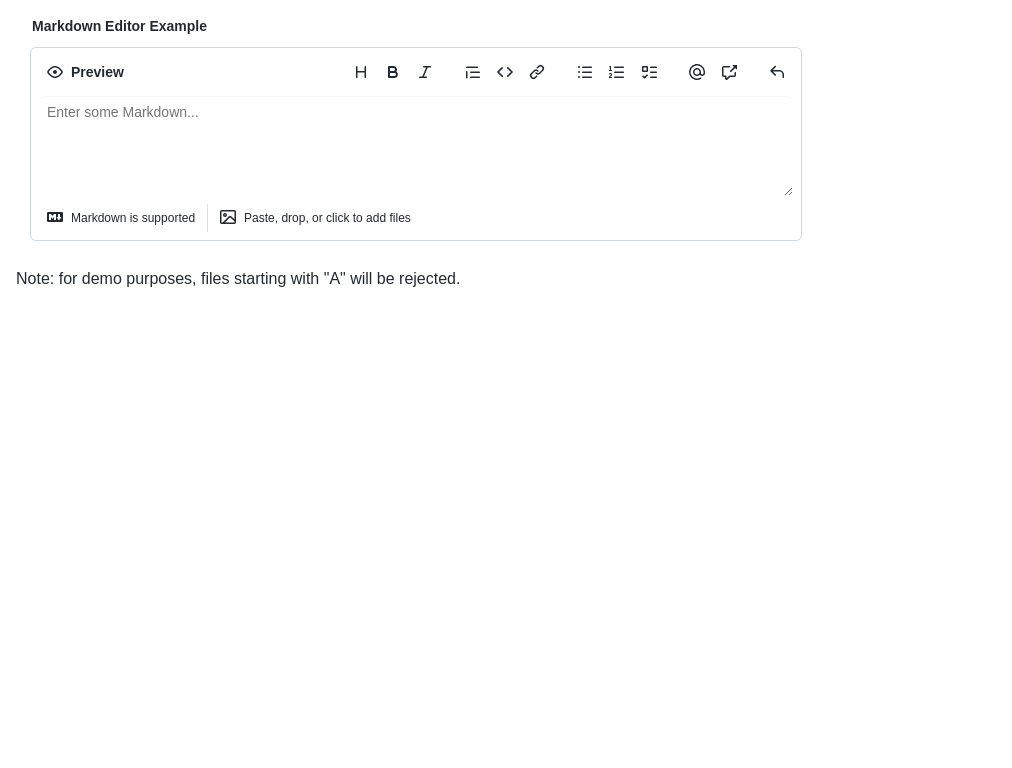 Markdown Editor Example
Preview
Enter some Markdown...
Markdown is supported
Paste, drop, or click to add files
Note: for demo purposes, files starting with "A" will be rejected.